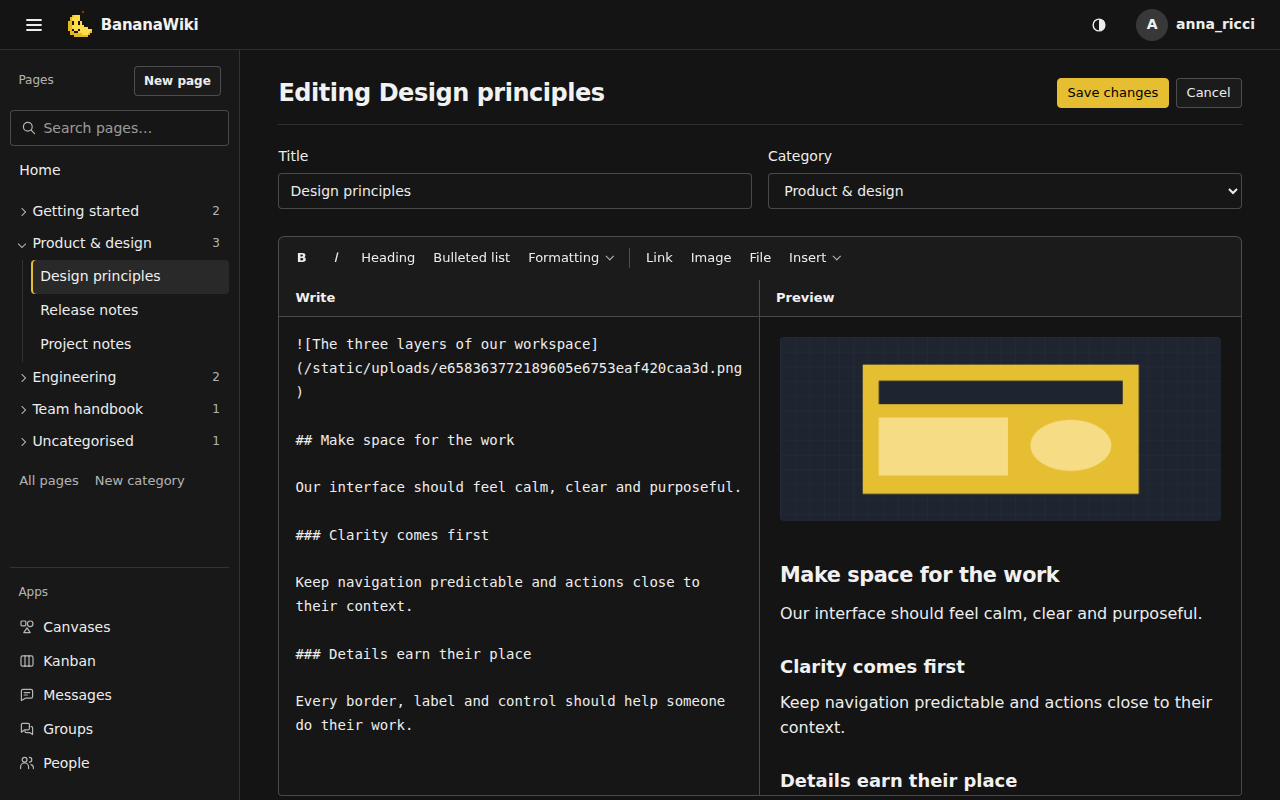 BananaWiki
A
anna_ricci
Pages
New page
Search pages...
Home
Getting started 2
Product & design 3
Design principles
Release notes
Project notes
Engineering 2
Team handbook 1
Uncategorised 1
All pages New category
Apps
Canvases
Kanban
Messages
Groups
People
Editing Design principles
Save changes
Cancel
Title
Design principles
Category
Product & design
B I Heading Bulleted list Formatting Link Image File Insert
Write
![The three layers of our workspace]
(/static/uploads/e658363772189605e6753eaf420caa3d.png
)
## Make space for the work
Our interface should feel calm, clear and purposeful.
### Clarity comes first
Keep navigation predictable and actions close to
their context.
### Details earn their place
Every border, label and control should help someone
do their work.
Preview
Make space for the work
Our interface should feel calm, clear and purposeful.
Clarity comes first
Keep navigation predictable and actions close to their
context.
Details earn their place